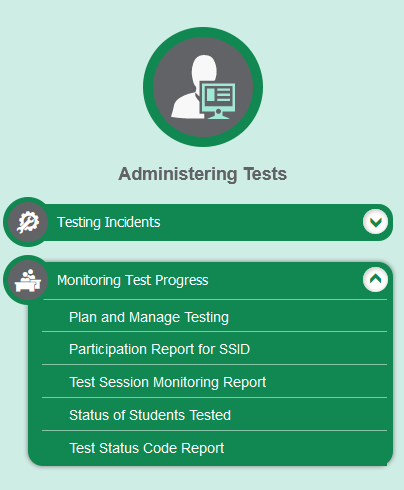 Administering Tests
Testing Incidents
Monitoring Test Progress
Plan and Manage Testing
Participation Report for SSID
Test Session Monitoring Report
Status of Students Tested
Test Status Code Report